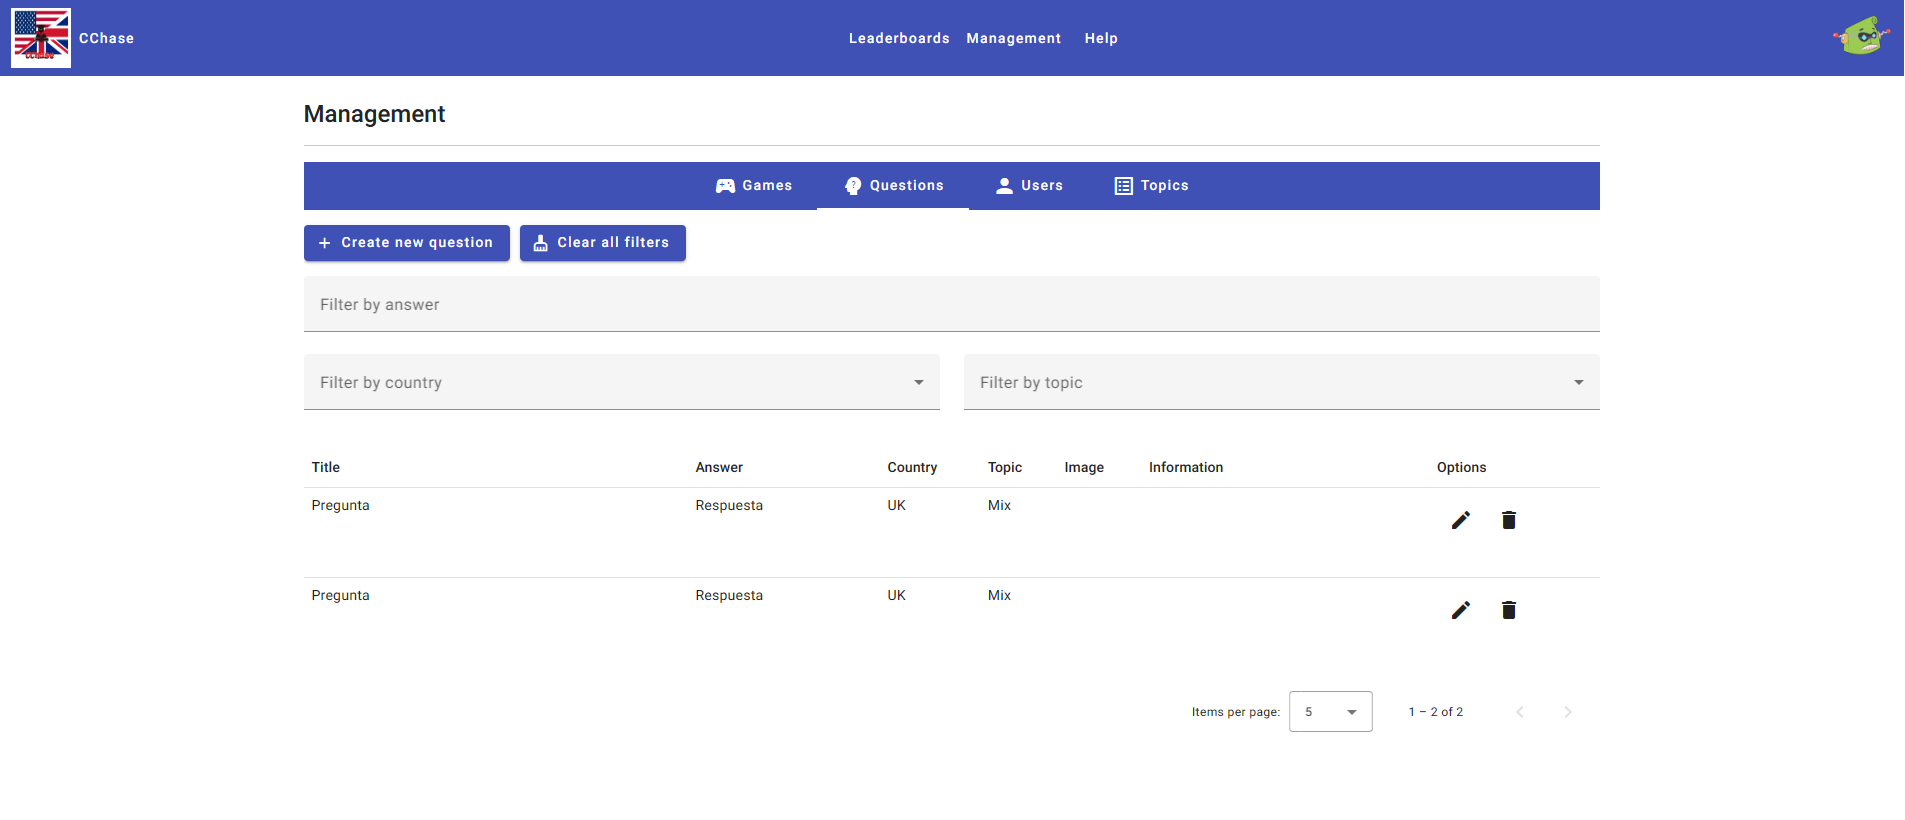 CChase
Leaderboards Management Help
Management
Games Questions Users Topics
Create new question Clear all filters
Filter by answer
Filter by country Filter by topic
Title Answer Country Topic Image Information Options
Pregunta Respuesta UK Mix
Pregunta Respuesta UK Mix
Items per page: 5 1 – 2 of 2